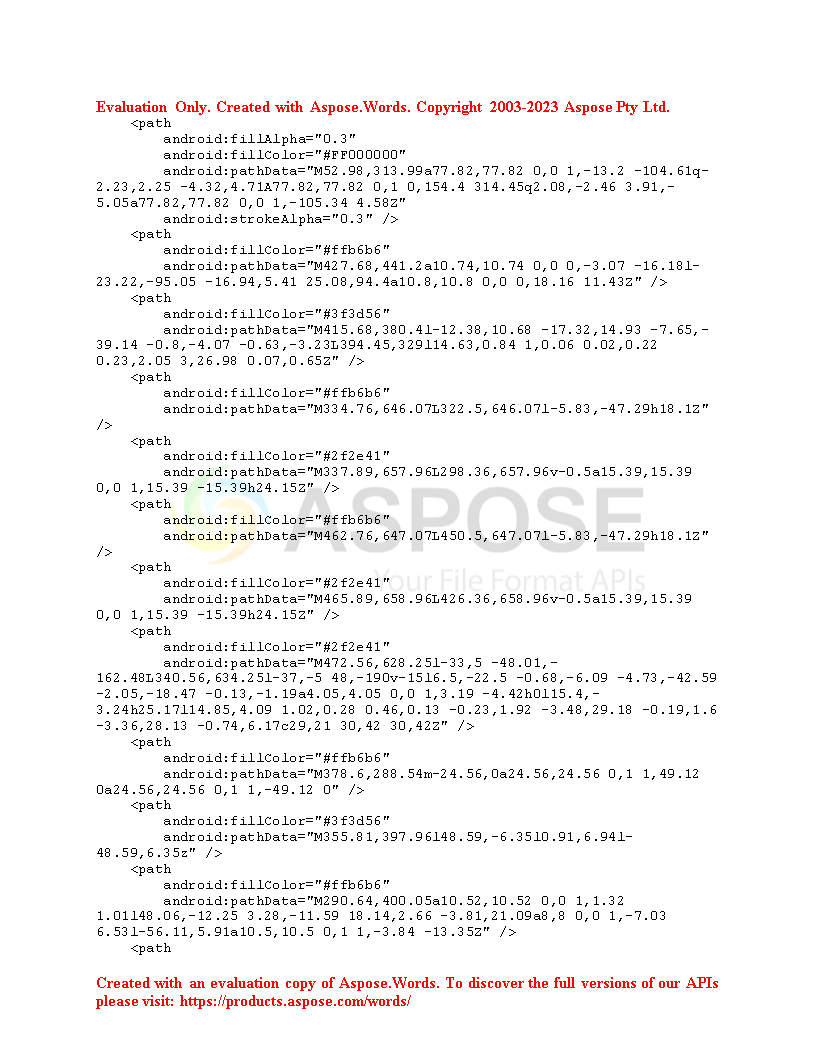 Evaluation Only. Created with Aspose.Words. Copyright 2003-2023 Aspose Pty Ltd.
<path
android:fillAlpha="0.3"
android:fillColor="#FF000000"
android:pathData="M52.98,313.99a77.82,77.82 0,0 1,-13.2 -104.61q-
2.23,2.25 -4.32,4.71A77.82,77.82 0,1 0,154.4 314.45q2.08,-2.46 3.91,-
5.05a77.82,77.82 0,0 1,-105.34 4.58Z"
android:strokeAlpha="0.3" />
<path
android:fillColor="#ffb6b6"
android:pathData="M427.68,441.2a10.74,10.74 0,0 0,-3.07 -16.18l-
23.22,-95.05 -16.94,5.41 25.08,94.4a10.8,10.8 0,0 0,18.16 11.43Z" />
<path
android:fillColor="#3f3d56"
android:pathData="M415.68,380.4l-12.38,10.68 -17.32,14.93 -7.65,-
39.14 -0.8,-4.07 -0.63,-3.23L394.45,329l14.63,0.84 1,0.06 0.02,0.22
0.23,2.05 3,26.98 0.07,0.65Z" />
<path
android:fillColor="#ffb6b6"
android:pathData="M334.76,646.07L322.5,646.07l-5.83,-47.29h18.1Z"
/>
<path
android:fillColor="#2f2e41"
android:pathData="M337.89,657.96L298.36,657.96v-0.5a15.39,15.39
0,0 1,15.39 -15.39h24.15Z" />
<path
android:fillColor="#ffb6b6"
android:pathData="M462.76,647.07L450.5,647.07l-5.83,-47.29h18.1Z"
/>
<path
android:fillColor="#2f2e41"
android:pathData="M465.89,658.96L426.36,658.96v-0.5a15.39,15.39
0,0 1,15.39 -15.39h24.15Z" />
<path
android:fillColor="#2f2e41"
android:pathData="M472.56,628.25l-33,5 -48.01,-
162.48L340.56,634.25l-37,-5 48,-190v-15l6.5,-22.5 -0.68,-6.09 -4.73,-42.59
-2.05,-18.47 -0.13,-1.19a4.05,4.05 0,0 1,3.19 -4.42h0l15.4,-
3.24h25.17l14.85,4.09 1.02,0.28 0.46,0.13 -0.23,1.92 -3.48,29.18 -0.19,1.6
-3.36,28.13 -0.74,6.17c29,21 30,42 30,42Z" />
<path
android:fillColor="#ffb6b6"
android:pathData="M378.6,288.54m-24.56,0a24.56,24.56 0,1 1,49.12
0a24.56,24.56 0,1 1,-49.12 0" />
<path
android:fillColor="#3f3d56"
android:pathData="M355.81,397.96l48.59,-6.35l0.91,6.94l-
48.59,6.35z" />
<path
android:fillColor="#ffb6b6"
android:pathData="M290.64,400.05a10.52,10.52 0,0 1,1.32
1.01l48.06,-12.25 3.28,-11.59 18.14,2.66 -3.81,21.09a8,8 0,0 1,-7.03
6.53l-56.11,5.91a10.5,10.5 0,1 1,-3.84 -13.35Z" />
<path
ASPOSE
Your File Format APIs
Created with an evaluation copy of Aspose.Words. To discover the full versions of our APIs
please visit: https://products.aspose.com/words/